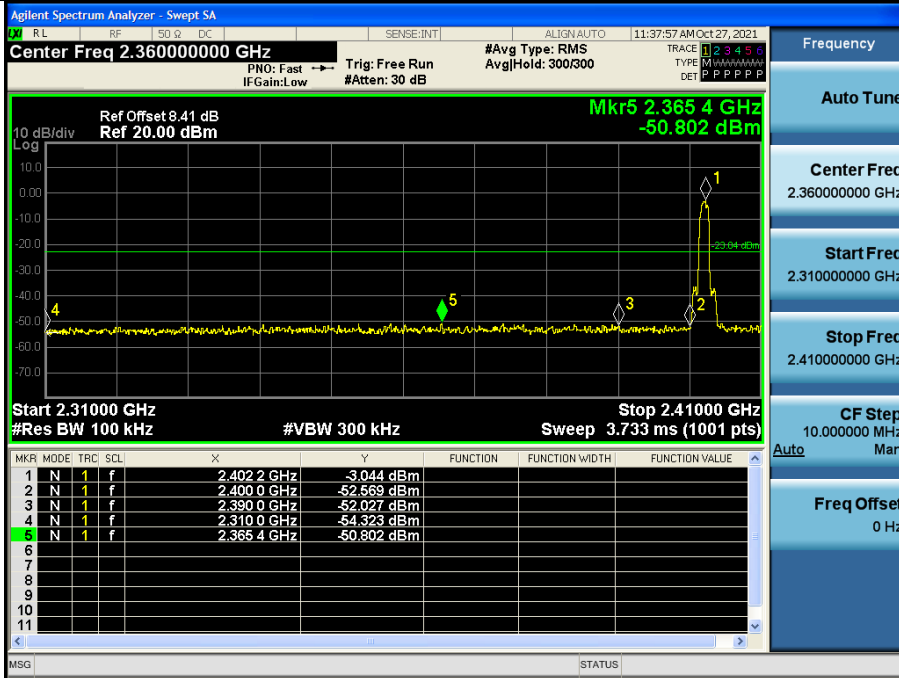 Agilent Spectrum Analyzer - Swept SA
LXI RL RF 50 Ω DC SENSE:INT ALIGN AUTO 11:37:57 AM Oct 27, 2021
Center Freq 2.360000000 GHz
PNO: Fast
IFGain:Low
Trig: Free Run
#Atten: 30 dB
#Avg Type: RMS
Avg|Hold: 300/300
TRACE 1 2 3 4 5 6
TYPE M WWWWW
DET P P P P P P
Frequency
Auto Tune
Center Freq
2.360000000 GHz
Start Freq
2.310000000 GHz
Stop Freq
2.410000000 GHz
CF Step
10.000000 MHz
Auto Man
Freq Offset
0 Hz
Mkr5 2.365 4 GHz
-50.802 dBm
Ref Offset 8.41 dB
10 dB/div Ref 20.00 dBm
Log
10.0
0.00
-10.0
-20.0
-30.0
-40.0
-50.0
-60.0
-70.0
1
-23.04 dBm
4
5
3
2
Start 2.31000 GHz Stop 2.41000 GHz
#Res BW 100 kHz #VBW 300 kHz Sweep 3.733 ms (1001 pts)
MKR MODE TRC SCL X Y FUNCTION FUNCTION WIDTH FUNCTION VALUE
1 N 1 f 2.402 2 GHz -3.044 dBm
2 N 1 f 2.400 0 GHz -52.569 dBm
3 N 1 f 2.390 0 GHz -52.027 dBm
4 N 1 f 2.310 0 GHz -54.323 dBm
5 N 1 f 2.365 4 GHz -50.802 dBm
6
7
8
9
10
11
MSG STATUS